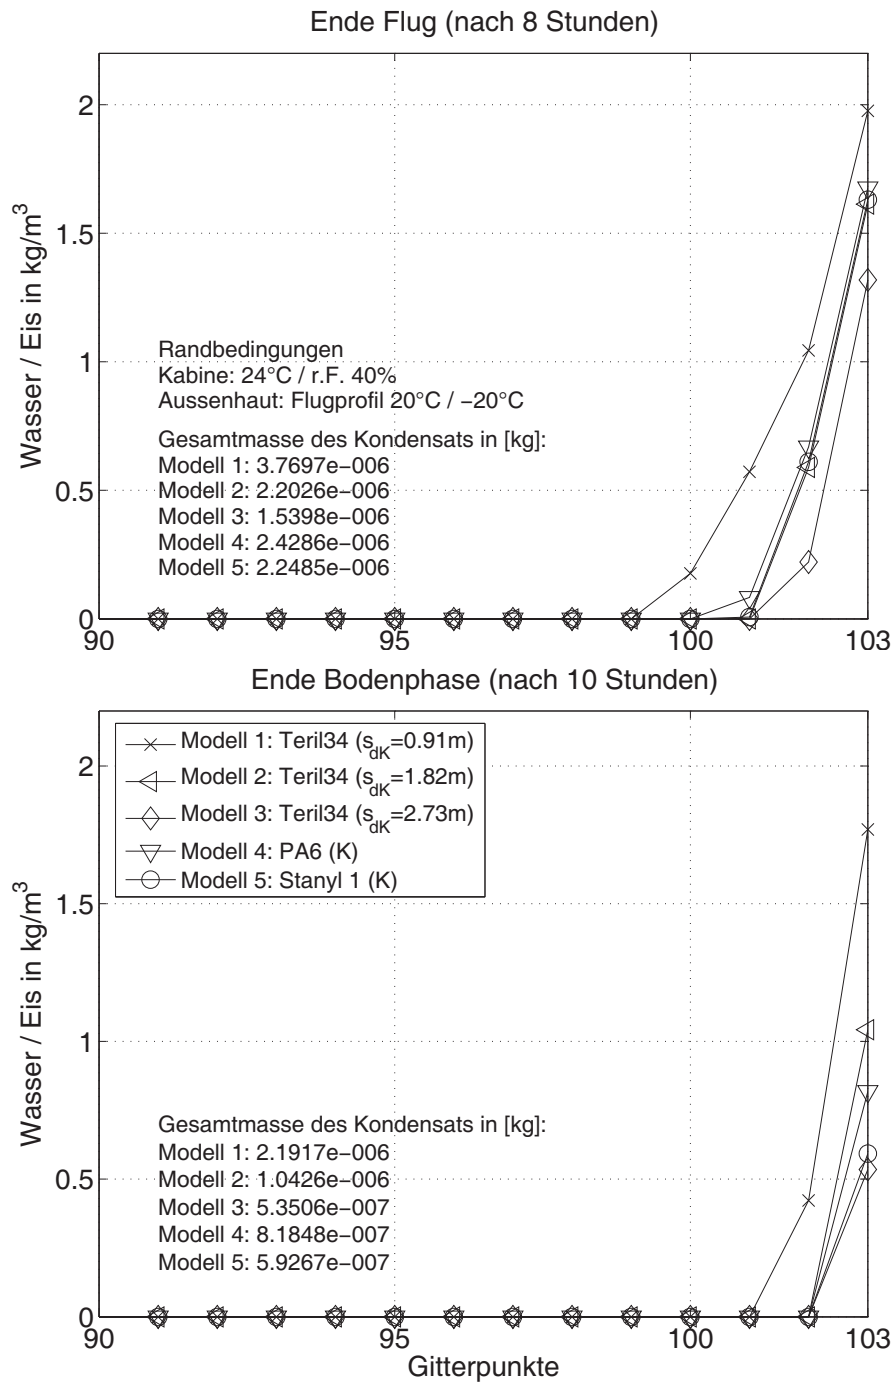 Ende Flug (nach 8 Stunden)
2
1.5
1
0.5
0
Wasser / Eis in kg/m³
Randbedingungen
Kabine: 24°C / r.F. 40%
Aussenhaut: Flugprofil 20°C / −20°C
Gesamtmasse des Kondensats in [kg]:
Modell 1: 3.7697e−006
Modell 2: 2.2026e−006
Modell 3: 1.5398e−006
Modell 4: 2.4286e−006
Modell 5: 2.2485e−006
90 95 100 103
Ende Bodenphase (nach 10 Stunden)
2
1.5
1
0.5
0
Wasser / Eis in kg/m³
Modell 1: Teril34 (s_dK=0.91m)
Modell 2: Teril34 (s_dK=1.82m)
Modell 3: Teril34 (s_dK=2.73m)
Modell 4: PA6 (K)
Modell 5: Stanyl 1 (K)
Gesamtmasse des Kondensats in [kg]:
Modell 1: 2.1917e−006
Modell 2: 1.0426e−006
Modell 3: 5.3506e−007
Modell 4: 8.1848e−007
Modell 5: 5.9267e−007
90 95 100 103
Gitterpunkte